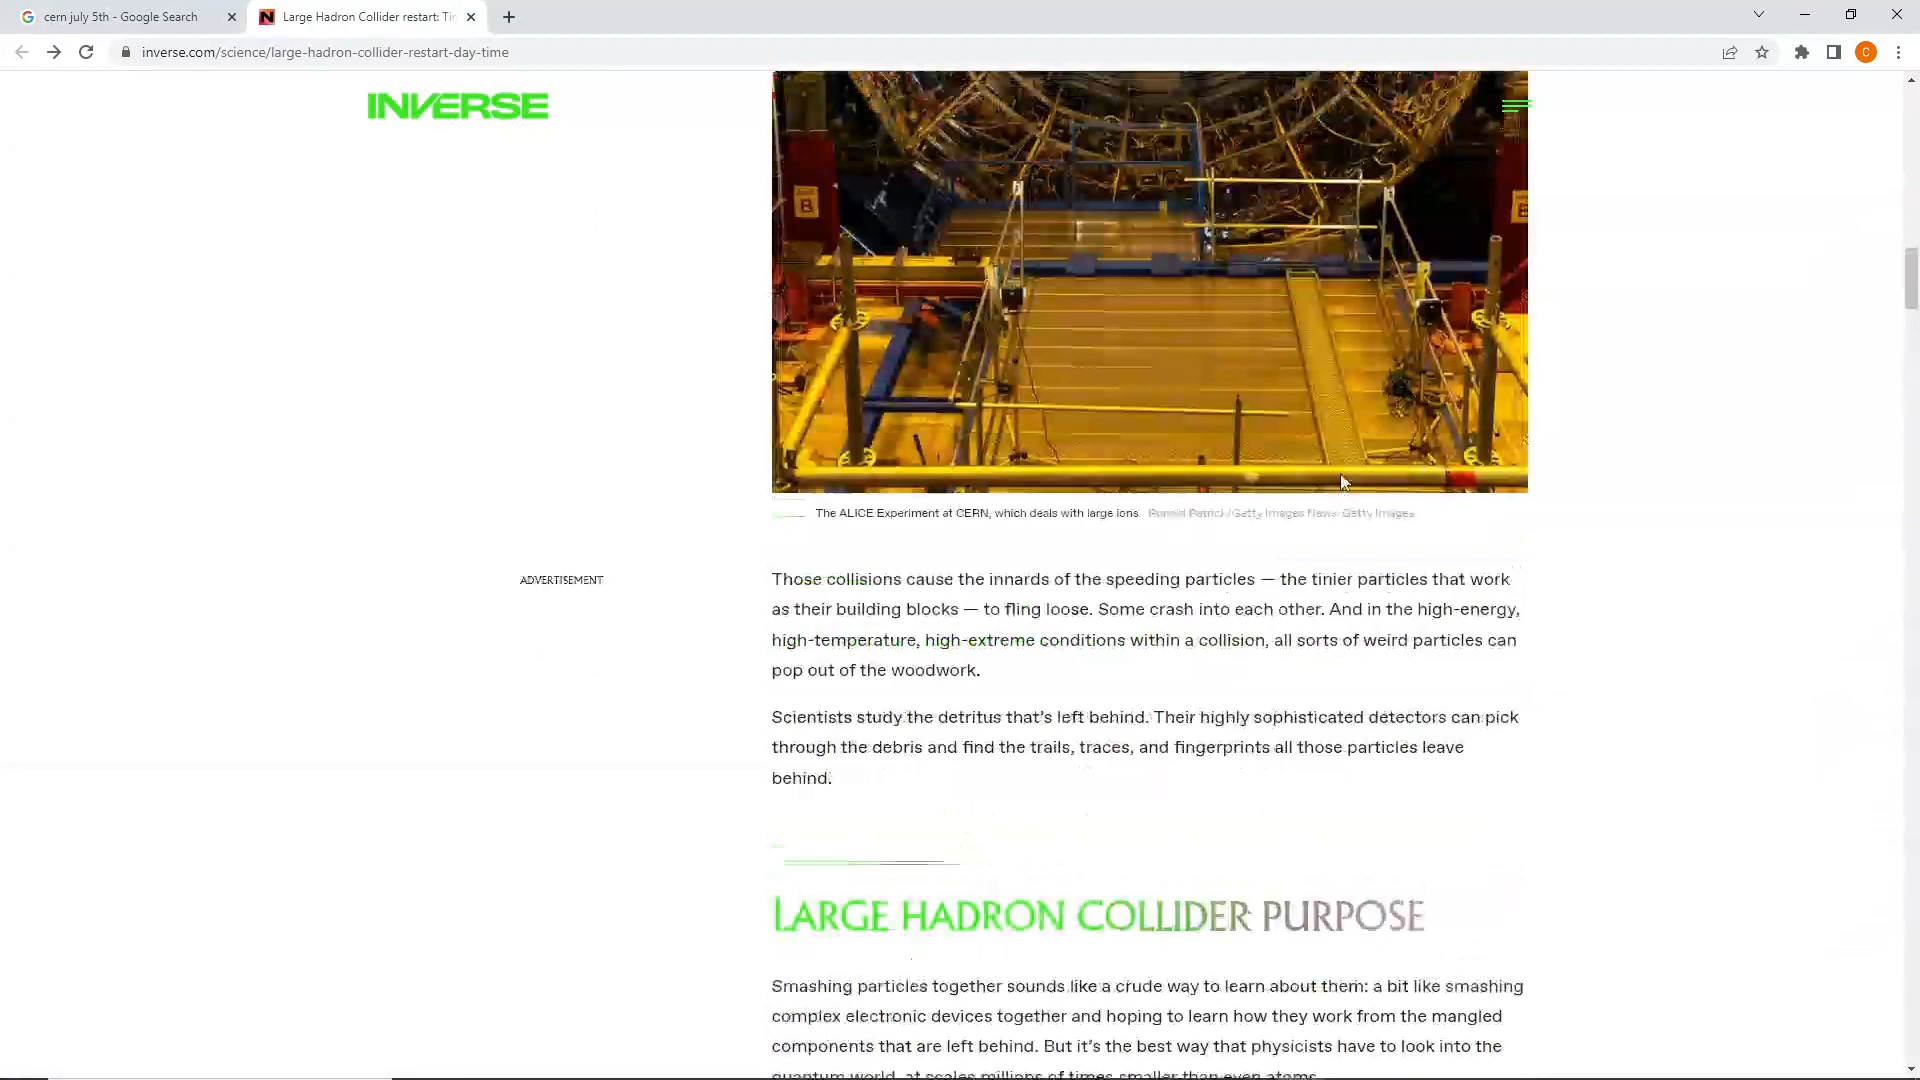 cern july 5th - Google Search
Large Hadron Collider restart: Tir
inverse.com/science/large-hadron-collider-restart-day-time
C
INVERSE
B
The ALICE Experiment at CERN, which deals with large ions. Ronald Patrick/Getty Images News/Getty Images
Those collisions cause the innards of the speeding particles — the tinier particles that work
ADVERTISEMENT
as their building blocks — to fling loose. Some crash into each other. And in the high-energy,
high-temperature, high-extreme conditions within a collision, all sorts of weird particles can
pop out of the woodwork.
Scientists study the detritus that's left behind. Their highly sophisticated detectors can pick
through the debris and find the trails, traces, and fingerprints all those particles leave
behind.
LARGE HADRON COLLIDER PURPOSE
Smashing particles together sounds like a crude way to learn about them: a bit like smashing
complex electronic devices together and hoping to learn how they work from the mangled
components that are left behind. But it's the best way that physicists have to look into the
quantum world, at scales millions of times smaller than even atoms.